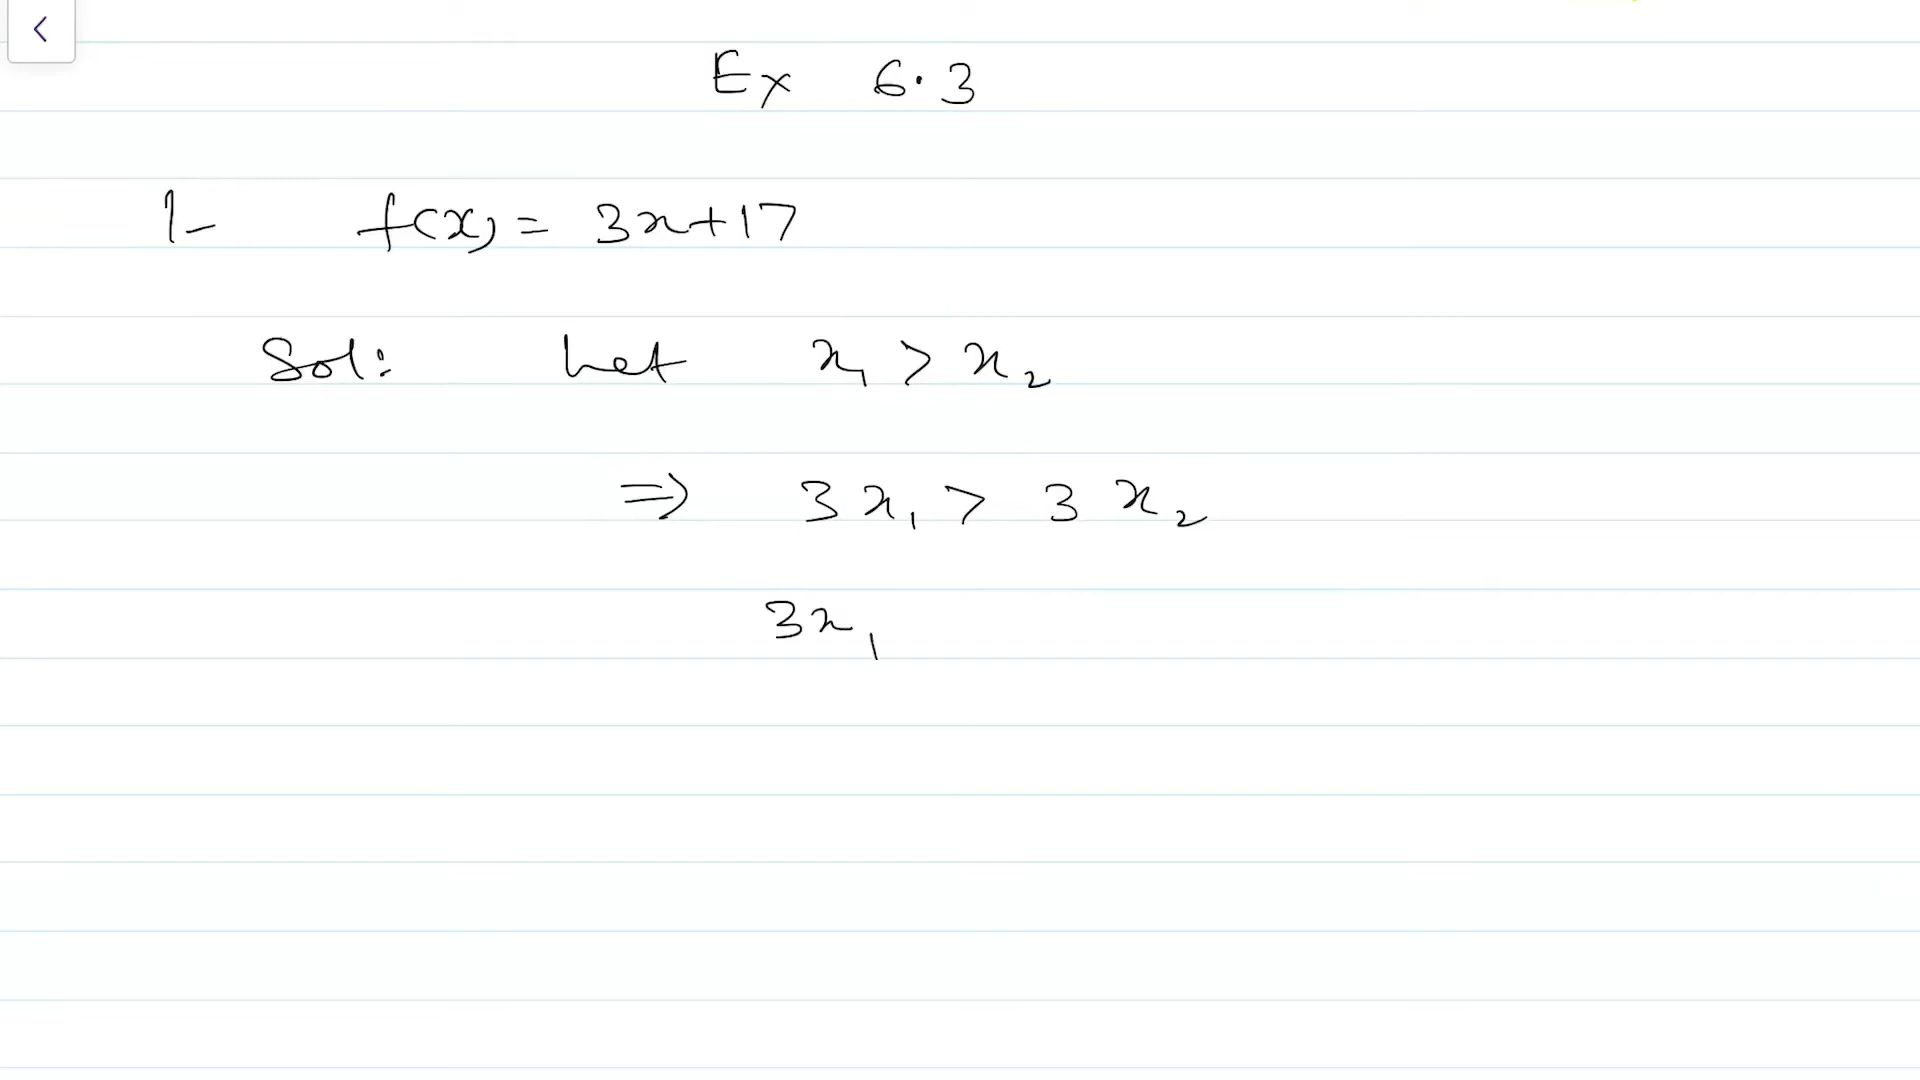 Ex 6.3
1- f(x) = 3x+17
Sol: Let x₁ > x₂
⇒ 3x₁ > 3x₂
3x₁